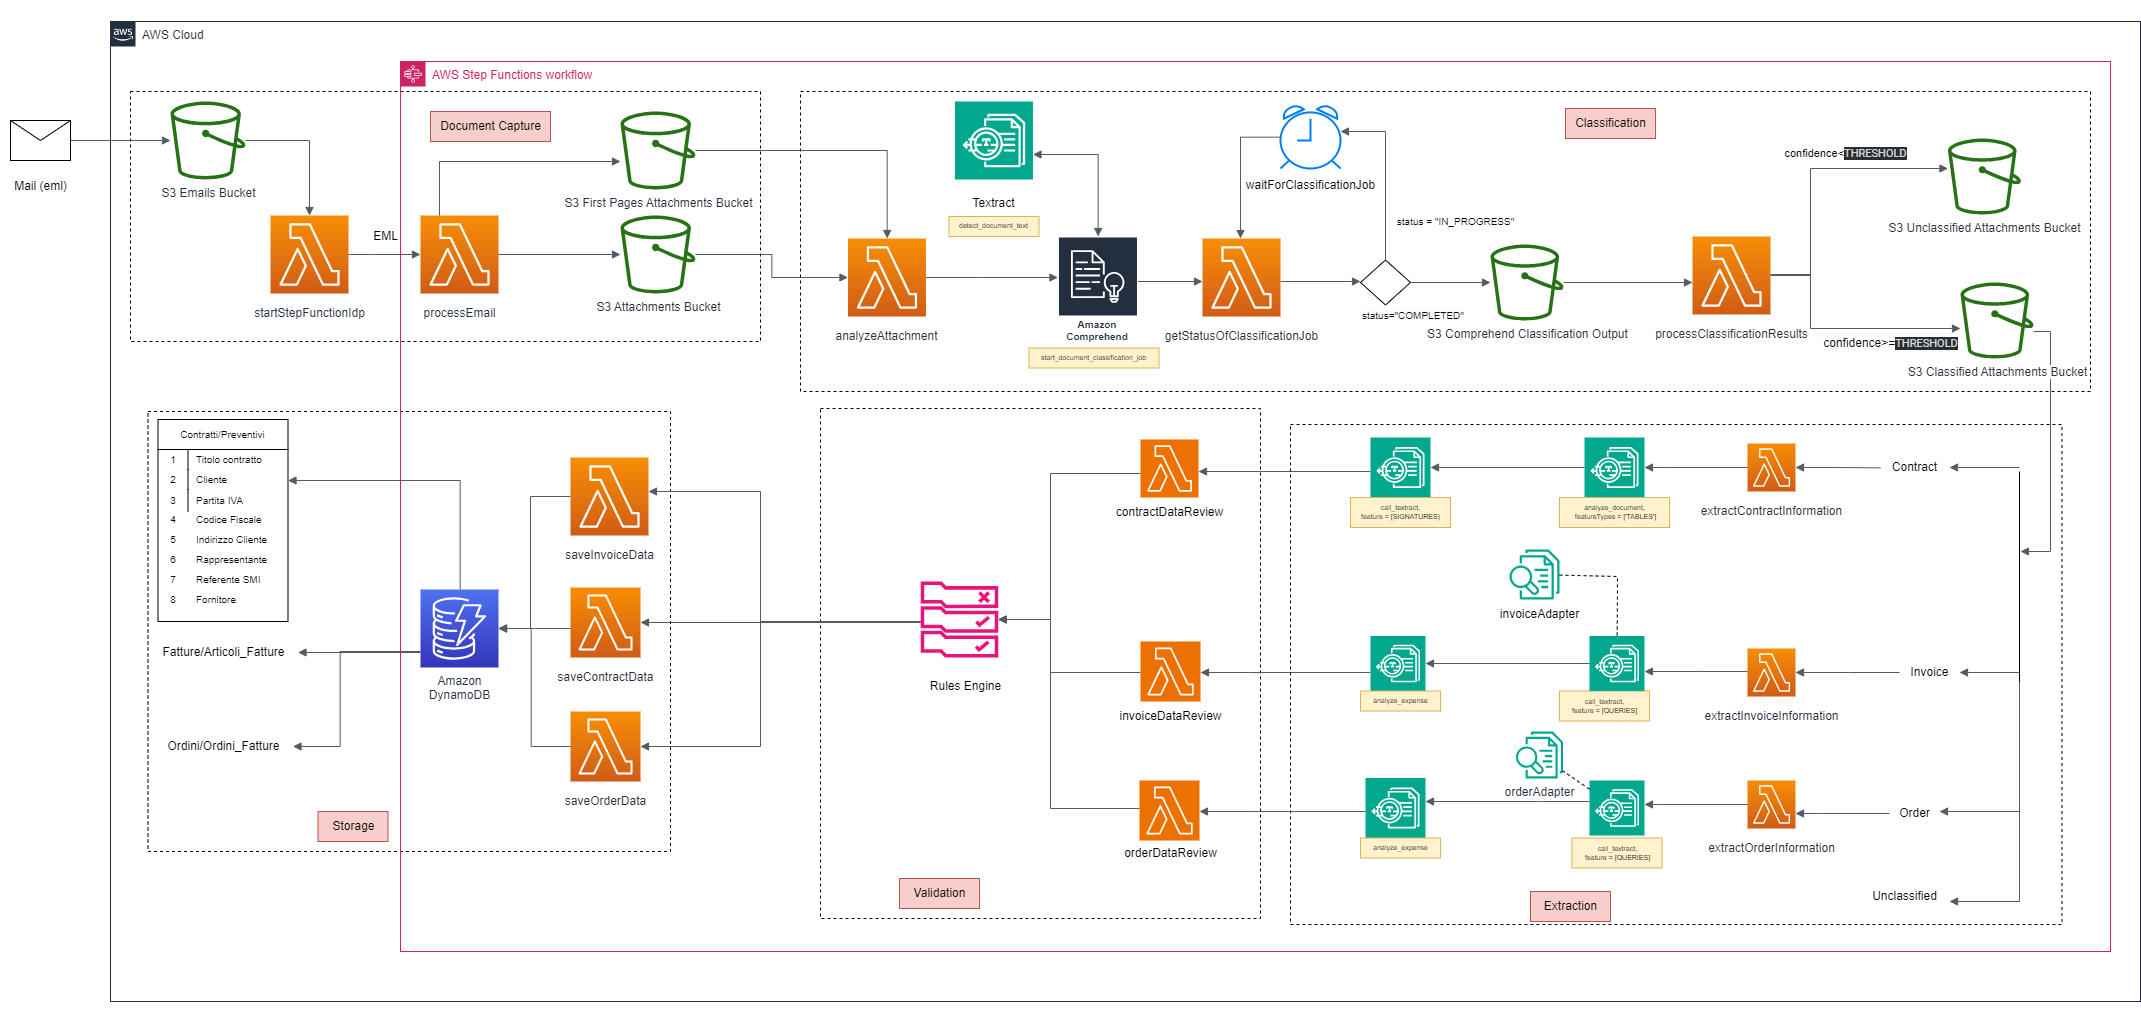 aws
AWS Cloud
AWS Step Functions workflow
Mail (eml)
S3 Emails Bucket
startStepFunctionIdp
EML
Document Capture
processEmail
S3 First Pages Attachments Bucket
S3 Attachments Bucket
analyzeAttachment
Textract
detect_document_text
Amazon
Comprehend
start_document_classification_job
waitForClassificationJob
getStatusOfClassificationJob
status = "IN_PROGRESS"
status="COMPLETED"
S3 Comprehend Classification Output
Classification
processClassificationResults
confidence<THRESHOLD
S3 Unclassified Attachments Bucket
confidence>=THRESHOLD
S3 Classified Attachments Bucket
Contract
extractContractInformation
analyze_document,
featureTypes = ['TABLES']
call_textract,
feature = [SIGNATURES)
contractDataReview
invoiceAdapter
Invoice
extractInvoiceInformation
call_textract,
feature = [QUERIES]
analyze_expense
invoiceDataReview
orderAdapter
Order
extractOrderInformation
call_textract,
feature = [QUERIES]
analyze_expense
orderDataReview
Unclassified
Extraction
Rules Engine
Validation
saveInvoiceData
saveContractData
saveOrderData
Amazon
DynamoDB
Contratti/Preventivi
1 Titolo contratto
2 Cliente
3 Partita IVA
4 Codice Fiscale
5 Indirizzo Cliente
6 Rappresentante
7 Referente SMI
8 Fornitore
Fatture/Articoli_Fatture
Ordini/Ordini_Fatture
Storage